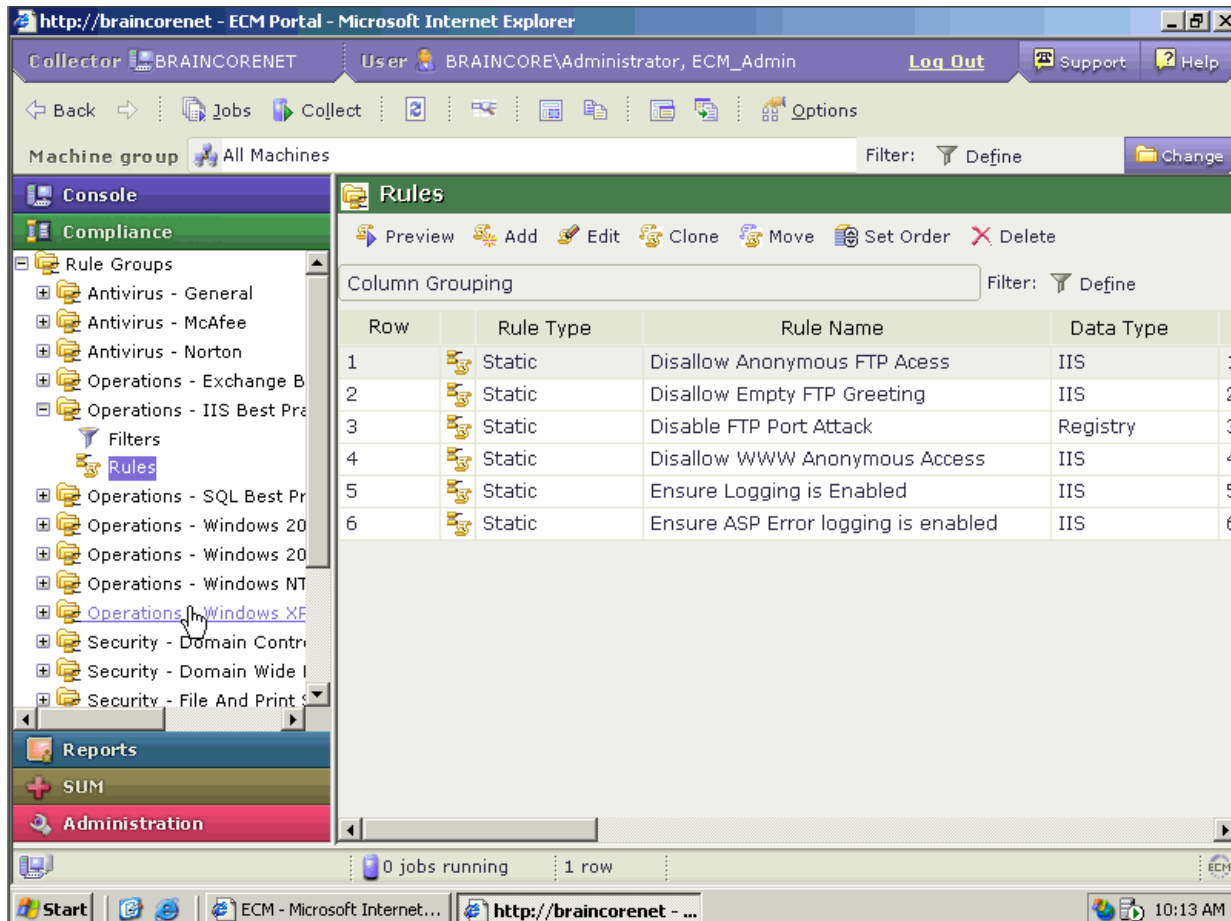 http://braincorenet - ECM Portal - Microsoft Internet Explorer
Collector BRAINCORENET User BRAINCORE\Administrator, ECM_Admin Log Out Support Help
Back Jobs Collect Options
Machine group All Machines Filter: Define Change
Console
Compliance
Rule Groups
Antivirus - General
Antivirus - McAfee
Antivirus - Norton
Operations - Exchange B
Operations - IIS Best Pra
Filters
Rules
Operations - SQL Best Pr
Operations - Windows 20
Operations - Windows 20
Operations - Windows NT
Operations - Windows XP
Security - Domain Contr
Security - Domain Wide
Security - File And Print
Reports
SUM
Administration
Rules
Preview Add Edit Clone Move Set Order Delete
Column Grouping Filter: Define
Row Rule Type Rule Name Data Type
1 Static Disallow Anonymous FTP Acess IIS
2 Static Disallow Empty FTP Greeting IIS
3 Static Disable FTP Port Attack Registry
4 Static Disallow WWW Anonymous Access IIS
5 Static Ensure Logging is Enabled IIS
6 Static Ensure ASP Error logging is enabled IIS
0 jobs running 1 row ECM
Start ECM - Microsoft Internet... http://braincorenet - ... 10:13 AM